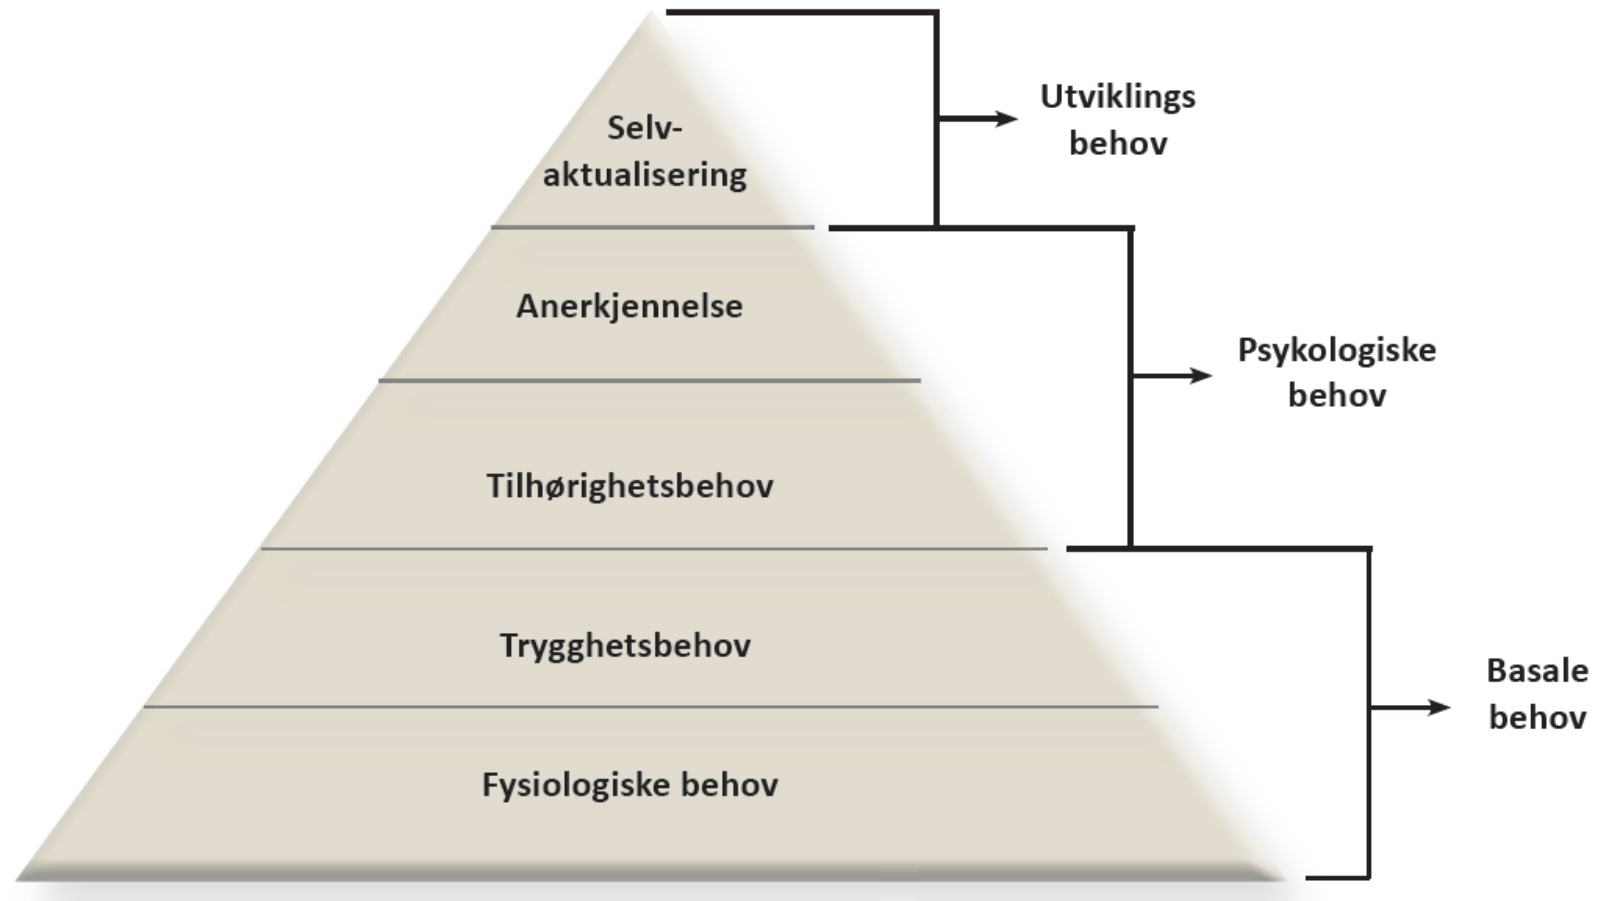 Selv-
aktualisering
Anerkjennelse
Tilhørighetsbehov
Trygghetsbehov
Fysiologiske behov
Utviklings
behov
Psykologiske
behov
Basale
behov